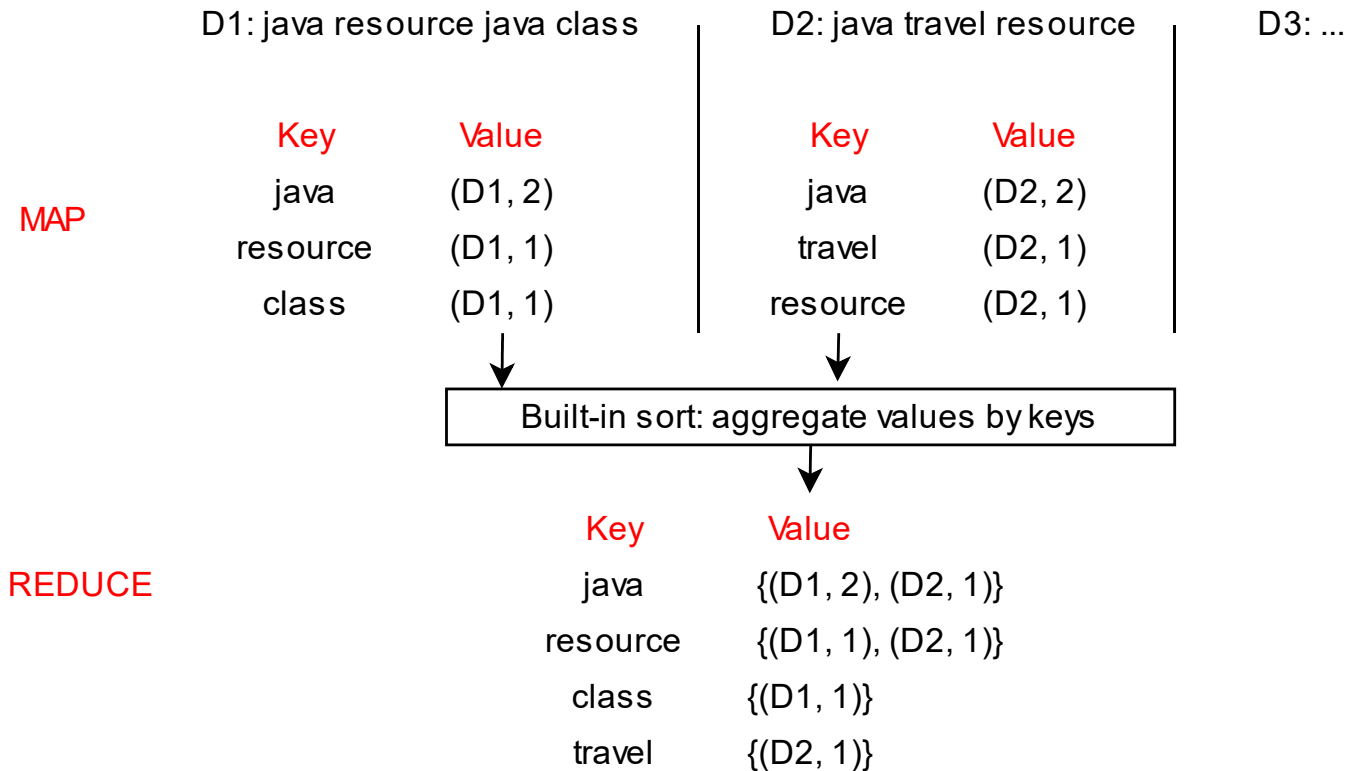 D1: java resource java class D2: java travel resource D3: ...
Key Value Key Value
java (D1, 2) java (D2, 2)
MAP
resource (D1, 1) travel (D2, 1)
class (D1, 1) resource (D2, 1)
Built-in sort: aggregate values by keys
Key Value
REDUCE java {(D1, 2), (D2, 1)}
resource {(D1, 1), (D2, 1)}
class {(D1, 1)}
travel {(D2, 1)}